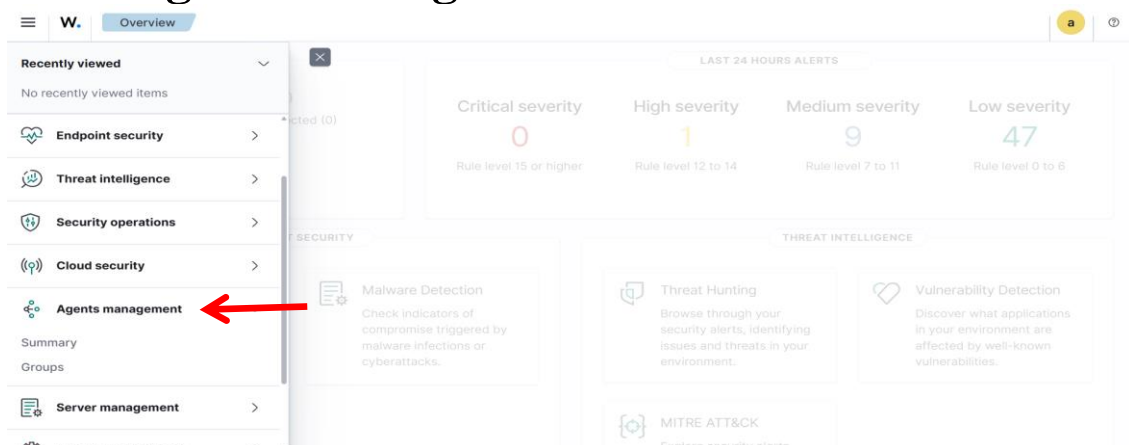 W. Overview a
Recently viewed
No recently viewed items
Endpoint security
Threat intelligence
Security operations
Cloud security
Agents management
Summary
Groups
Server management
(0)
LAST 24 HOURS ALERTS
Critical severity High severity Medium severity Low severity
0 1 9 47
Rule level 15 or higher Rule level 12 to 14 Rule level 7 to 11 Rule level 0 to 6
SECURITY
THREAT INTELLIGENCE
Malware Detection
Check indicators of
compromise triggered by
malware infections or
cyberattacks.
Threat Hunting
Browse through your
security alerts, identifying
issues and threats in your
environment.
Vulnerability Detection
Discover what applications
in your environment are
affected by well-known
vulnerabilities.
MITRE ATT&CK